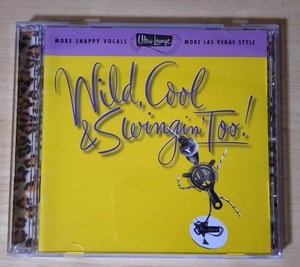 MORE SNAPPY VOCALS Ultra-Lounge MORE LAS VEGAS STYLE
Wild, Cool
& Swingin' Too!